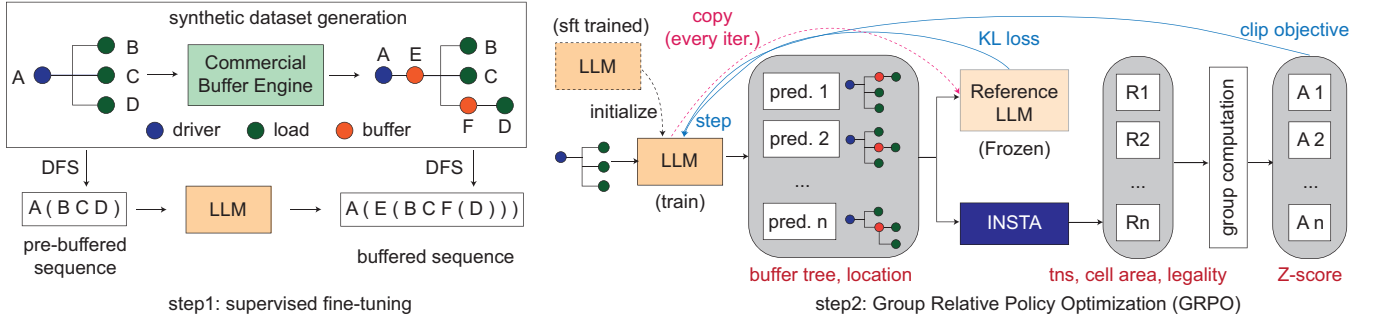 synthetic dataset generation
A
B
C
D
Commercial
Buffer Engine
A E
B
C
F D
driver
load
buffer
DFS
DFS
A ( B C D )
LLM
A ( E ( B C F ( D ) ) )
pre-buffered
sequence
buffered sequence
step1: supervised fine-tuning
(sft trained)
LLM
initialize
copy
(every iter.)
KL loss
clip objective
step
LLM
(train)
pred. 1
pred. 2
...
pred. n
buffer tree, location
Reference
LLM
(Frozen)
INSTA
R1
R2
...
Rn
tns, cell area, legality
group computation
A 1
A 2
...
A n
Z-score
step2: Group Relative Policy Optimization (GRPO)